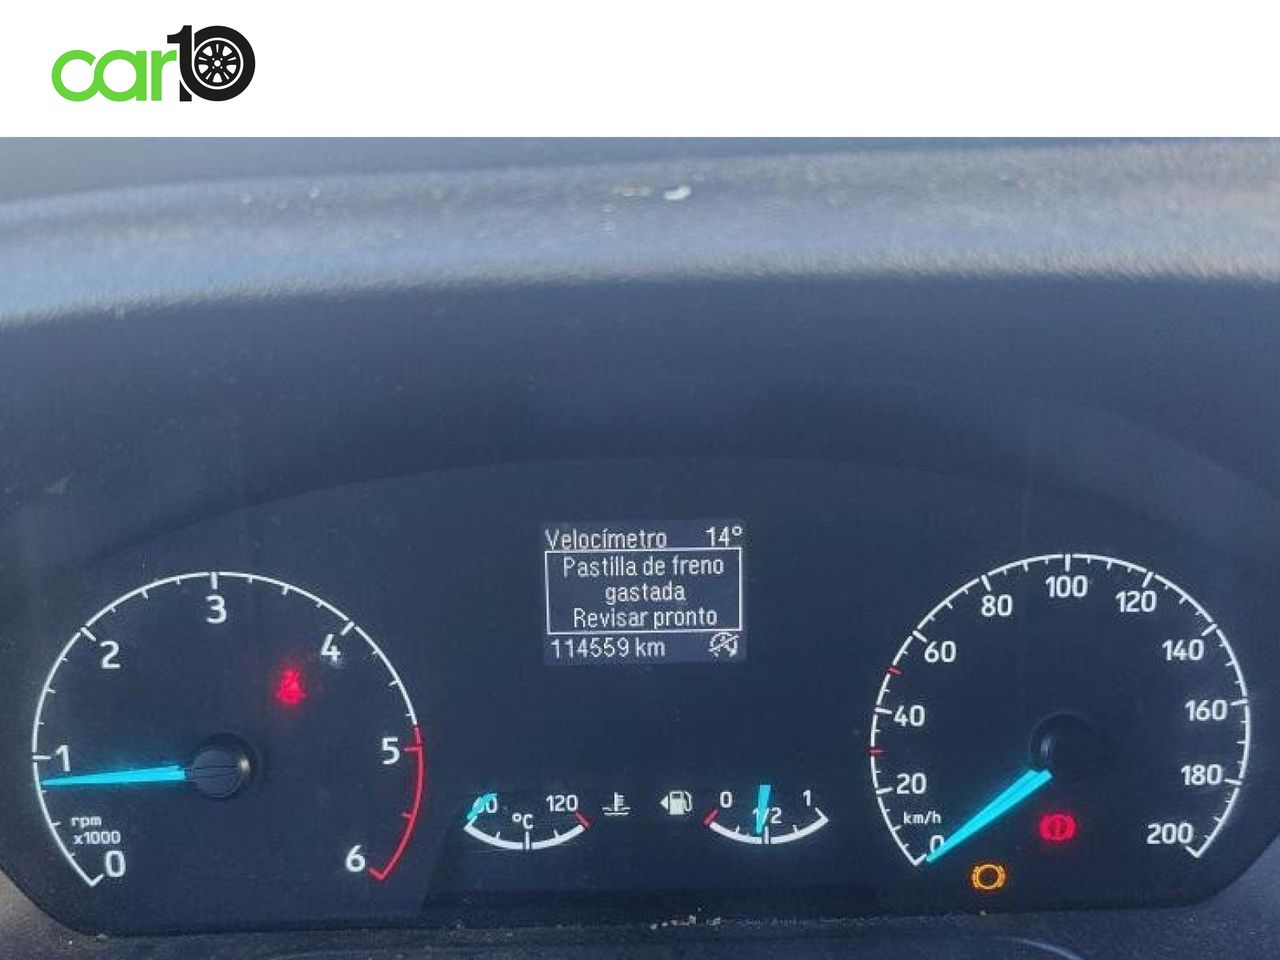 car10
Velocímetro 14°
Pastilla de freno
gastada
Revisar pronto
114559 km
0
1
2
3
4
5
6
rpm
x1000
60
°C
120
0
1/2
1
0
20
40
60
80
100
120
140
160
180
200
km/h